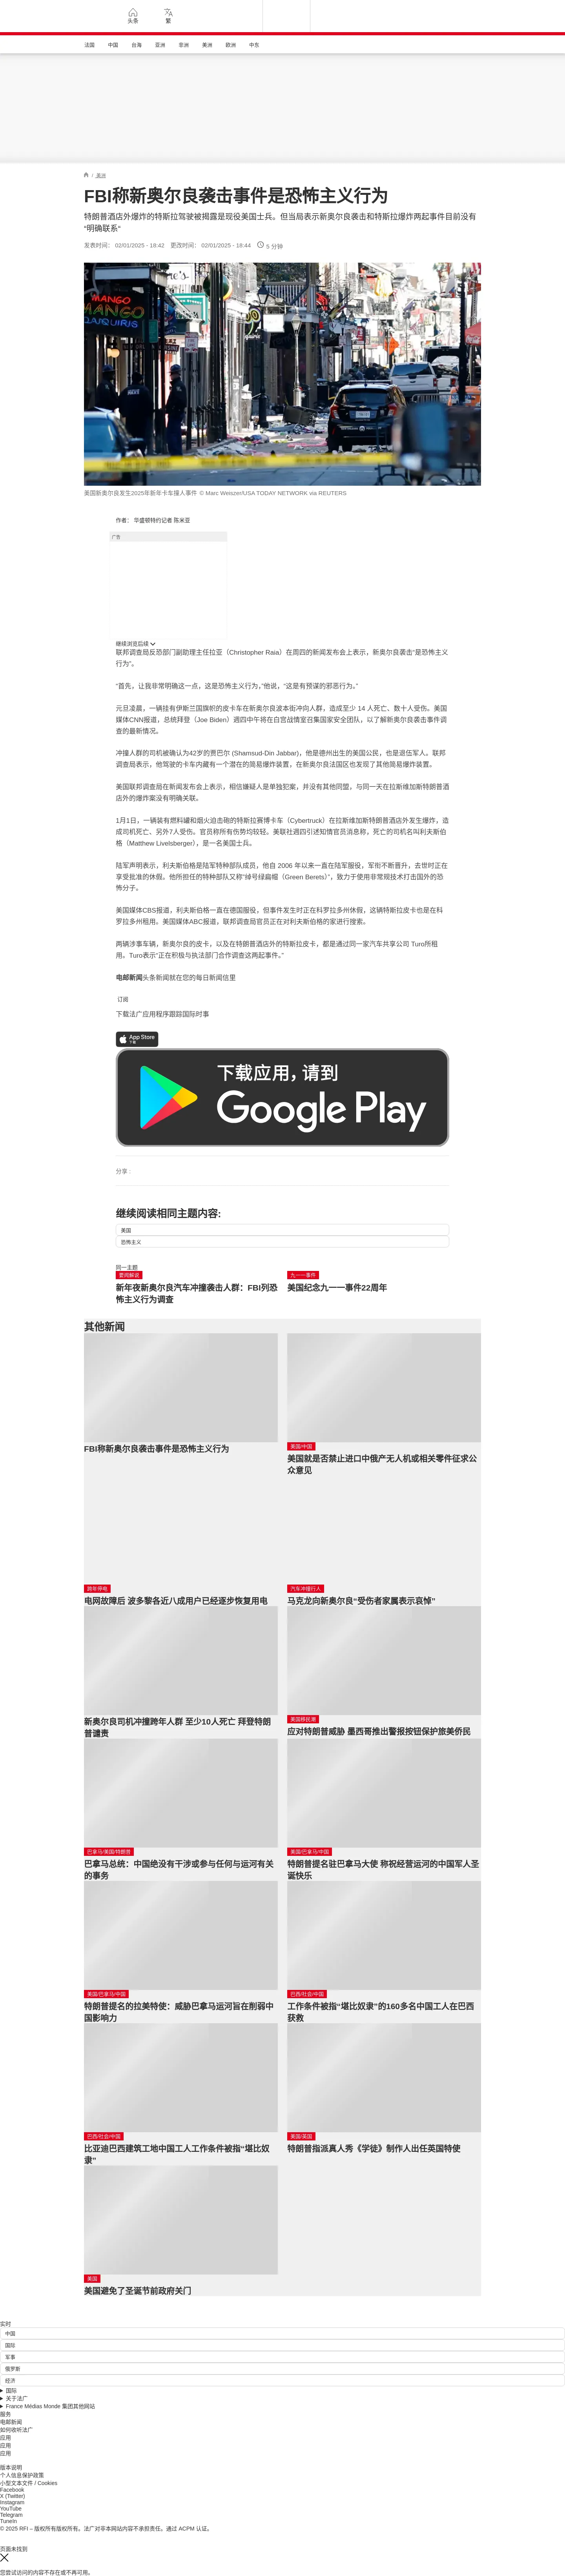 头条
繁
法国
中国
台海
亚洲
非洲
美洲
欧洲
中东
/ 美洲
FBI称新奥尔良袭击事件是恐怖主义行为
特朗普酒店外爆炸的特斯拉驾驶被揭露是现役美国士兵。但当局表示新奥尔良袭击和特斯拉爆炸两起事件目前没有
“明确联系”
发表时间： 02/01/2025 - 18:42 更改时间： 02/01/2025 - 18:44 5 分钟
美国新奥尔良发生2025年新年卡车撞人事件 © Marc Weiszer/USA TODAY NETWORK via REUTERS
作者： 华盛顿特约记者 陈米亚
广告
继续浏览后续
联邦调查局反恐部门副助理主任拉亚（Christopher Raia）在周四的新闻发布会上表示，新奥良袭击“是恐怖主义
行为”。
“首先，让我非常明确这一点，这是恐怖主义行为，”他说，“这是有预谋的邪恶行为。”
元旦凌晨，一辆挂有伊斯兰国旗帜的皮卡车在新奥尔良波本街冲向人群，造成至少 14 人死亡、数十人受伤。美国
媒体CNN报道，总统拜登（Joe Biden）週四中午将在白宫战情室召集国家安全团队，以了解新奥尔良袭击事件调
查的最新情况。
冲撞人群的司机被确认为42岁的贾巴尔 (Shamsud-Din Jabbar)，他是德州出生的美国公民，也是退伍军人。联邦
调查局表示，他驾驶的卡车内藏有一个潜在的简易爆炸装置，在新奥尔良法国区也发现了其他简易爆炸装置。
美国联邦调查局在新闻发布会上表示，相信嫌疑人是单独犯案，并没有其他同盟，与同一天在拉斯维加斯特朗普酒
店外的爆炸案没有明确关联。
1月1日，一辆装有燃料罐和烟火迫击砲的特斯拉赛博卡车（Cybertruck）在拉斯维加斯特朗普酒店外发生爆炸，造
成司机死亡、另外7人受伤。官员称所有伤势均较轻。美联社週四引述知情官员消息称，死亡的司机名叫利夫斯伯
格（Matthew Livelsberger），是一名美国士兵。
陆军声明表示，利夫斯伯格是陆军特种部队成员，他自 2006 年以来一直在陆军服役，军衔不断晋升，去世时正在
享受批准的休假。他所担任的特种部队又称“绰号绿扁帽（Green Berets）”，致力于使用非常规技术打击国外的恐
怖分子。
美国媒体CBS报道，利夫斯伯格一直在德国服役，但事件发生时正在科罗拉多州休假，这辆特斯拉皮卡也是在科
罗拉多州租用。美国媒体ABC报道，联邦调查局官员正在对利夫斯伯格的家进行搜索。
两辆涉事车辆，新奥良的皮卡，以及在特朗普酒店外的特斯拉皮卡，都是通过同一家汽车共享公司 Turo所租
用。Turo表示“正在积极与执法部门合作调查这两起事件。”
电邮新闻头条新闻就在您的每日新闻信里
订阅
下载法广应用程序跟踪国际时事
App Store
下载
下载应用，请到
Google Play
分享 :
继续阅读相同主题内容:
美国
恐怖主义
同一主题
要闻解说
新年夜新奥尔良汽车冲撞袭击人群：FBI列恐
怖主义行为调查
九一一事件
美国纪念九一一事件22周年
其他新闻
FBI称新奥尔良袭击事件是恐怖主义行为
美国/中国
美国就是否禁止进口中俄产无人机或相关零件征求公
众意见
跨年停电
电网故障后 波多黎各近八成用户已经逐步恢复用电
汽车冲撞行人
马克龙向新奥尔良“受伤者家属表示哀悼”
新奥尔良司机冲撞跨年人群 至少10人死亡 拜登特朗
普谴责
美国移民潮
应对特朗普威胁 墨西哥推出警报按钮保护旅美侨民
巴拿马/美国/特朗普
巴拿马总统：中国绝没有干涉或参与任何与运河有关
的事务
美国/巴拿马/中国
特朗普提名驻巴拿马大使 称祝经营运河的中国军人圣
诞快乐
美国/巴拿马/中国
特朗普提名的拉美特使：威胁巴拿马运河旨在削弱中
国影响力
巴西/社会/中国
工作条件被指“堪比奴隶”的160多名中国工人在巴西
获救
巴西/社会/中国
比亚迪巴西建筑工地中国工人工作条件被指“堪比奴
隶”
美国/英国
特朗普指派真人秀《学徒》制作人出任英国特使
美国
美国避免了圣诞节前政府关门
实时
中国
国际
军事
俄罗斯
经济
国际
关于法广
France Médias Monde 集团其他网站
服务
电邮新闻
如何收听法广
应用
应用
应用
版本说明
个人信息保护政策
小型文本文件 / Cookies
Facebook
X (Twitter)
Instagram
YouTube
Telegram
TuneIn
© 2025 RFI – 版权所有版权所有。法广对非本网站内容不承担责任。通过 ACPM 认证。
页面未找到
您尝试访问的内容不存在或不再可用。